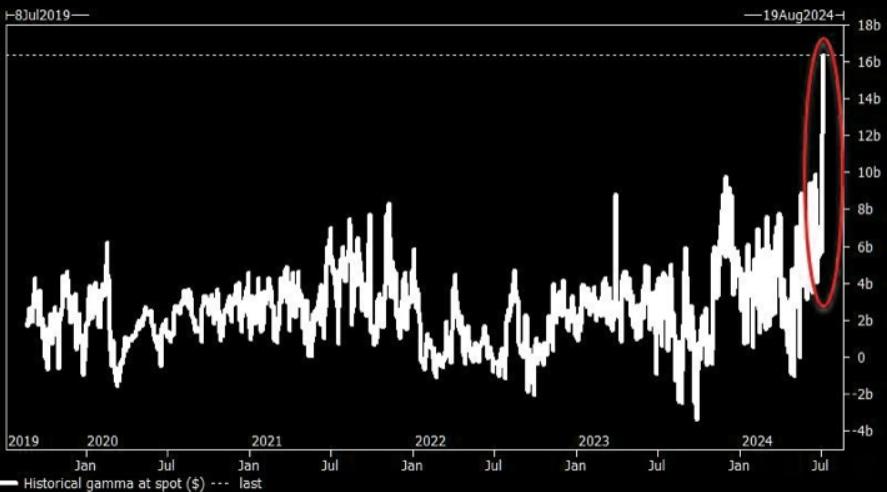 8Jul2019 19Aug2024
18b
16b
14b
12b
10b
8b
6b
4b
2b
0
-2b
-4b
2019 2020 2021 2022 2023 2024
Jan Jul Jan Jul Jan Jul Jan Jul Jan Jul
Historical gamma at spot ($) --- last